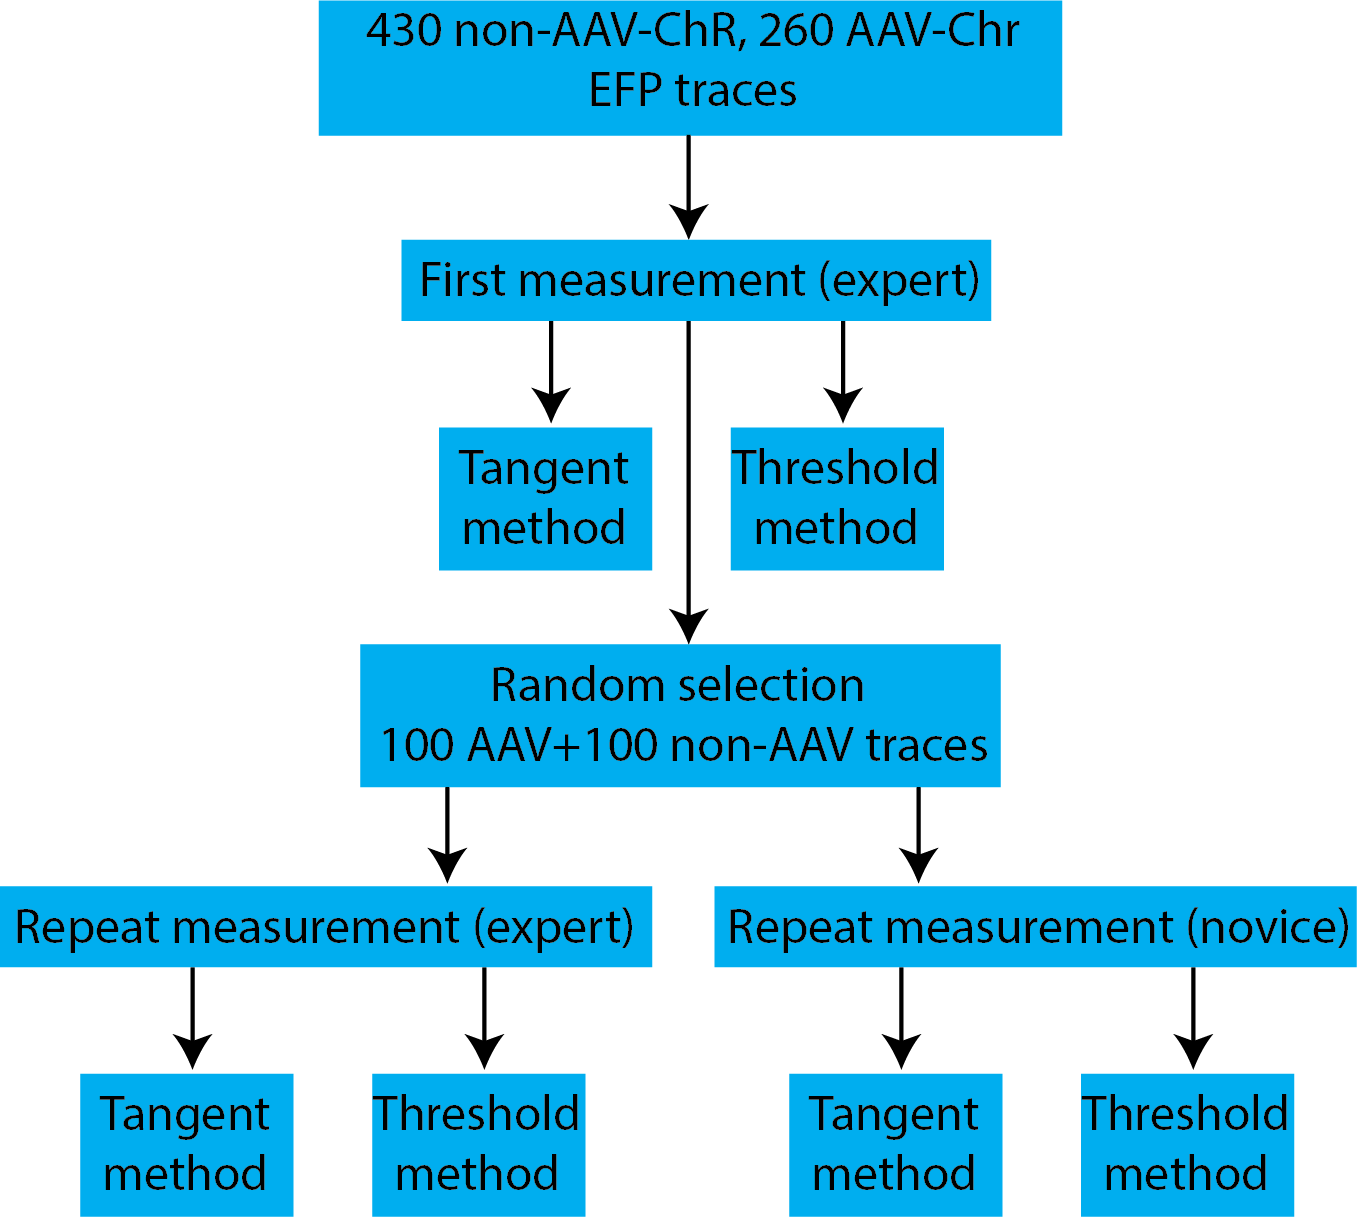 430 non-AAV-ChR, 260 AAV-Chr
EFP traces
First measurement (expert)
Tangent
method
Threshold
method
Random selection
100 AAV+100 non-AAV traces
Repeat measurement (expert)
Repeat measurement (novice)
Tangent
method
Threshold
method
Tangent
method
Threshold
method